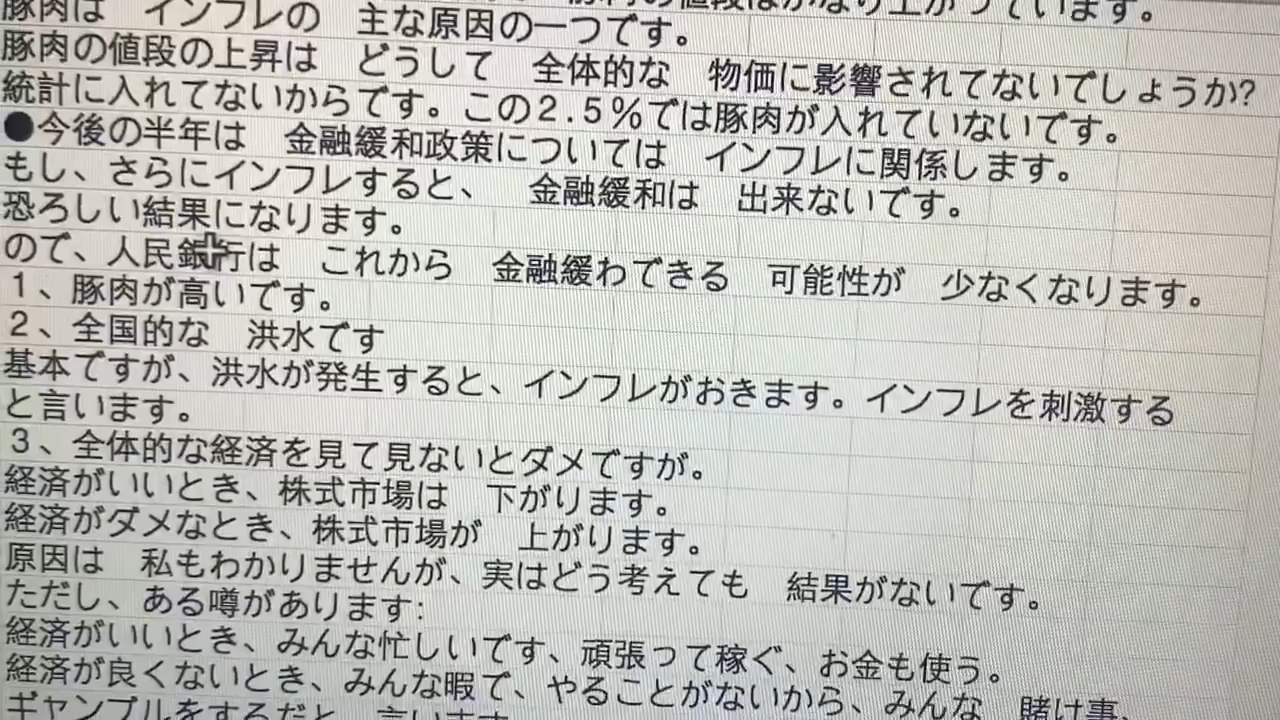 豚肉は　インフレの　主な原因の一つです。
豚肉の値段の上昇は　どうして　全体的な　物価に影響されてないでしょうか?
統計に入れてないからです。この2.5％では豚肉が入れていないです。
●今後の半年は　金融緩和政策については　インフレに関係します。
もし、さらにインフレすると、　金融緩和は　出来ないです。
恐ろしい結果になります。
ので、人民銀行は　これから　金融緩わできる　可能性が　少なくなります。
1、豚肉が高いです。
2、全国的な　洪水です
基本ですが、洪水が発生すると、インフレがおきます。インフレを刺激する
と言います。
3、全体的な経済を見て見ないとダメですが。
経済がいいとき、株式市場は　下がります。
経済がダメなとき、株式市場が　上がります。
原因は　私もわかりませんが、実はどう考えても　結果がないです。
ただし、ある噂があります:
経済がいいとき、みんな忙しいです、頑張って稼ぐ、お金も使う。
経済が良くないとき、みんな暇で、やることがないから、みんな　賭け事、
ギャンブルをするだと　言います